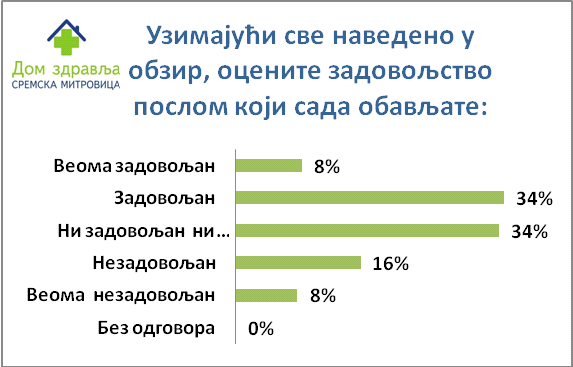 Дом здравља
СРЕМСКА МИТРОВИЦА
Узимајући све наведено у
обзир, оцените задовољство
послом који сада обављате:
Веома задовољан 8%
Задовољан 34%
Ни задовољан ни... 34%
Незадовољан 16%
Веома незадовољан 8%
Без одговора 0%